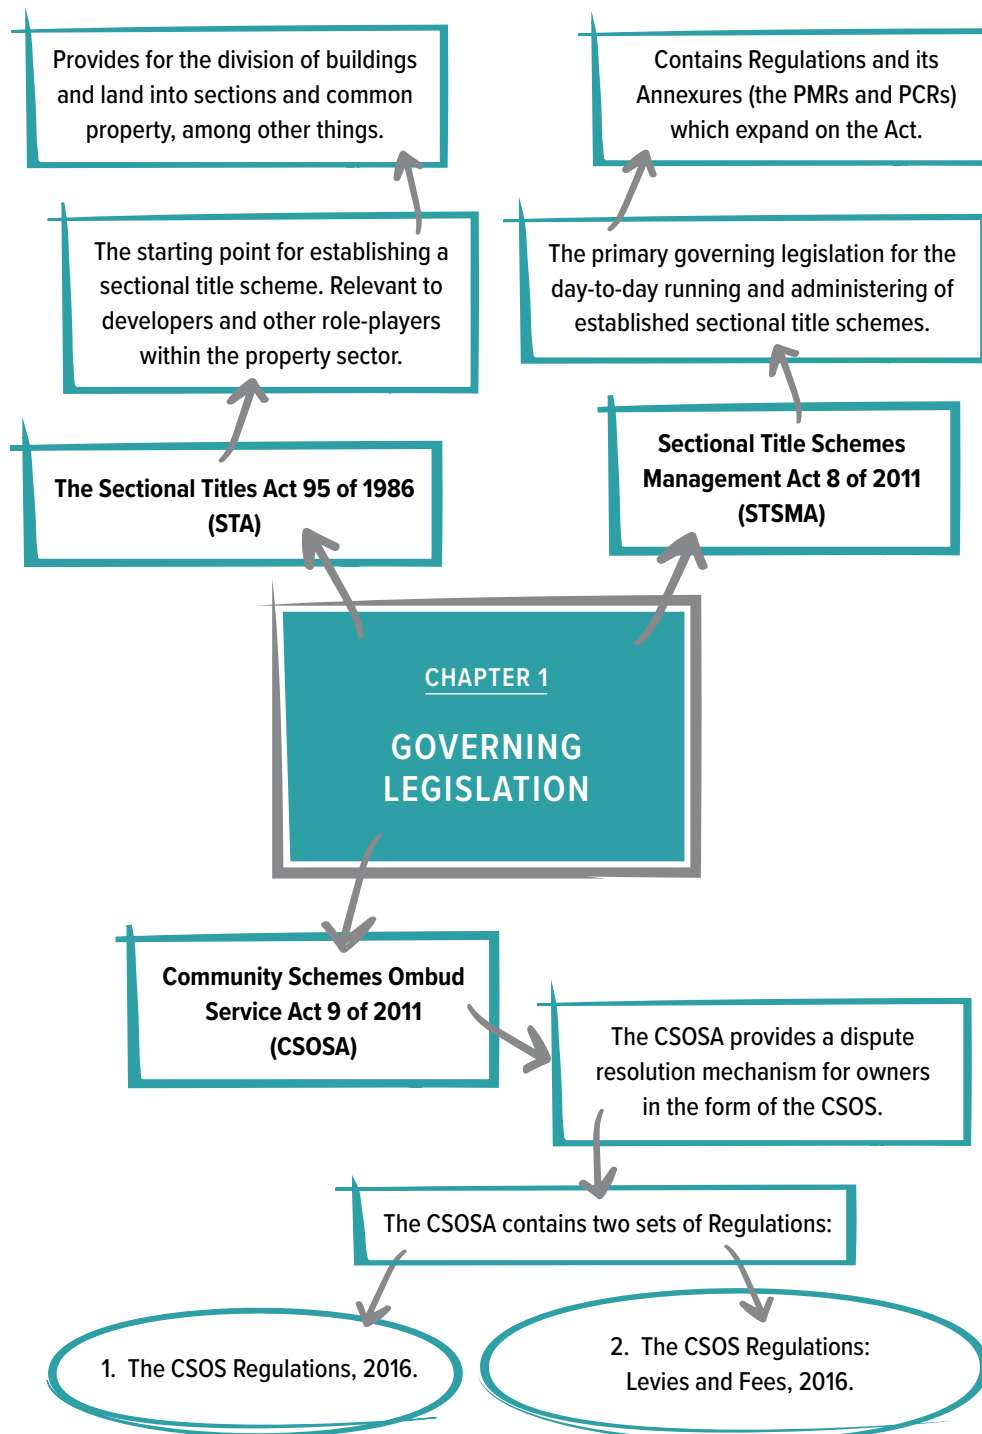 Provides for the division of buildings
and land into sections and common
property, among other things.
Contains Regulations and its
Annexures (the PMRs and PCRs)
which expand on the Act.
The starting point for establishing a
sectional title scheme. Relevant to
developers and other role-players
within the property sector.
The primary governing legislation for the
day-to-day running and administering of
established sectional title schemes.
The Sectional Titles Act 95 of 1986
(STA)
Sectional Title Schemes
Management Act 8 of 2011
(STSMA)
CHAPTER 1
GOVERNING
LEGISLATION
Community Schemes Ombud
Service Act 9 of 2011
(CSOSA)
The CSOSA provides a dispute
resolution mechanism for owners
in the form of the CSOS.
The CSOSA contains two sets of Regulations:
1. The CSOS Regulations, 2016.
2. The CSOS Regulations:
Levies and Fees, 2016.